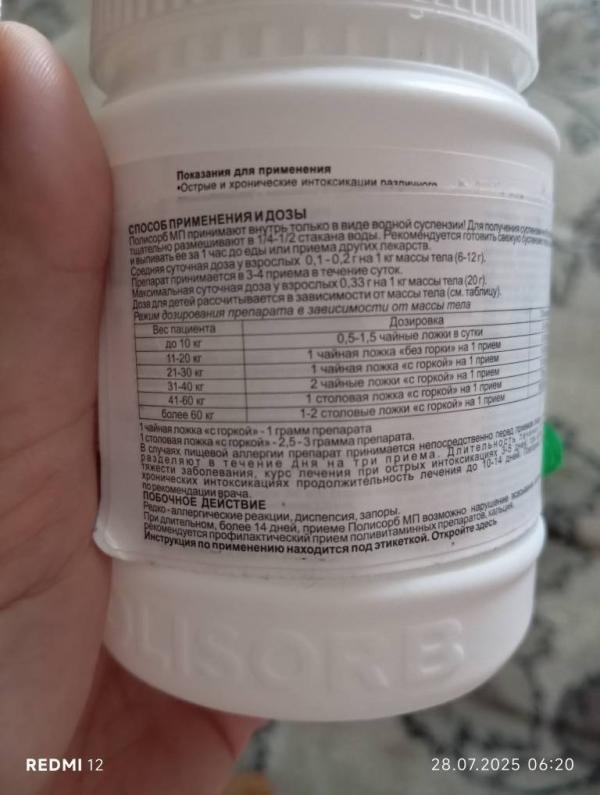 Показания для применения
•Острые и хронические интоксикации различного
СПОСОБ ПРИМЕНЕНИЯ И ДОЗЫ
Полисорб МП принимают внутрь только в виде водной суспензии! Для получения суспензии
тщательно размешивают в 1/4-1/2 стакана воды. Рекомендуется готовить свежую суспензию
и выпивать ее за 1 час до еды или приема других лекарств.
Средняя суточная доза у взрослых 0,1 - 0,2 г на 1 кг массы тела (6-12 г).
Препарат принимается в 3-4 приема в течение суток.
Максимальная суточная доза у взрослых 0,33 г на 1 кг массы тела (20 г).
Доза для детей рассчитывается в зависимости от массы тела (см. таблицу).
Режим дозирования препарата в зависимости от массы тела
Вес пациента Дозировка
до 10 кг 0,5-1,5 чайные ложки в сутки
11-20 кг 1 чайная ложка «без горки» на 1 прием
21-30 кг 1 чайная ложка «с горкой» на 1 прием
31-40 кг 2 чайные ложки «с горкой» на 1 прием
41-60 кг 1 столовая ложка «с горкой» на 1 прием
более 60 кг 1-2 столовые ложки «с горкой» на 1 прием
1 чайная ложка «с горкой» - 1 грамм препарата
1 столовая ложка «с горкой» - 2,5 - 3 грамма препарата.
В случаях пищевой аллергии препарат принимается непосредственно перед
разделяют в течение дня на три приема. Длительность
тяжести заболевания, курс лечения при острых интоксикациях 3-5 дней,
хронических интоксикациях продолжительность лечения до 10-14 дней.
по рекомендации врача.
ПОБОЧНОЕ ДЕЙСТВИЕ
Редко - аллергические реакции, диспепсия, запоры.
При длительном, более 14 дней, приеме Полисорб МП возможно нарушение
рекомендуется профилактический прием поливитаминных препаратов, кальция.
Инструкция по применению находится под этикеткой. Откройте здесь
OLISORB
REDMI 12
28.07.2025 06:20